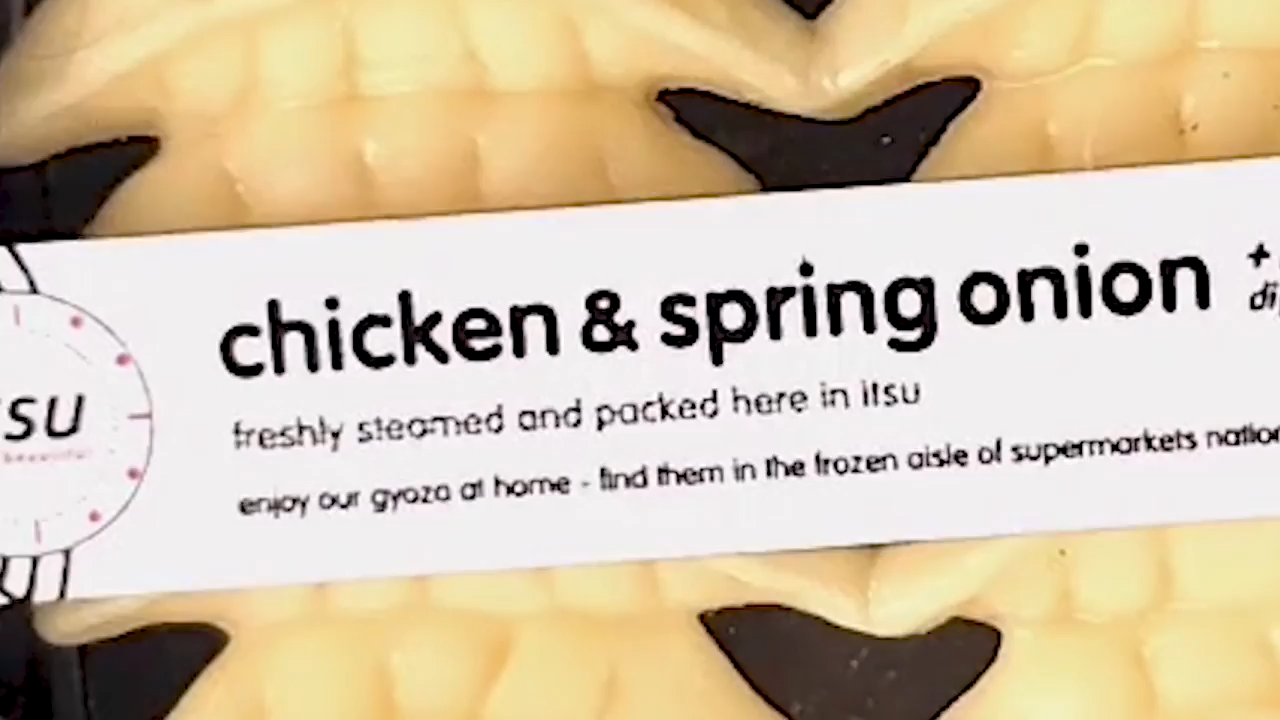 chicken & spring onion +
freshly steamed and packed here in itsu
enjoy our gyoza at home - find them in the frozen aisle of supermarkets